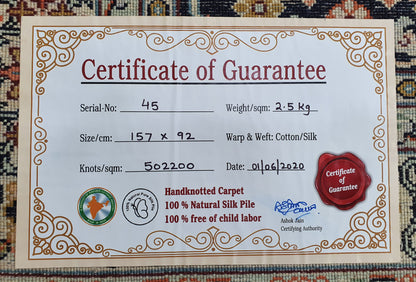 Certificate of Guarantee
Serial-No: 45 Weight/sqm: 2.5 kg
Size/cm: 157 x 92 Warp & Weft: Cotton/Silk
Knots/sqm: 502200 Date: 01/06/2020
Handknotted Carpet
100 % Natural Silk Pile
100 % free of child labor
Certificate of
Guarantee
Ashok Jain
Certifying Authority